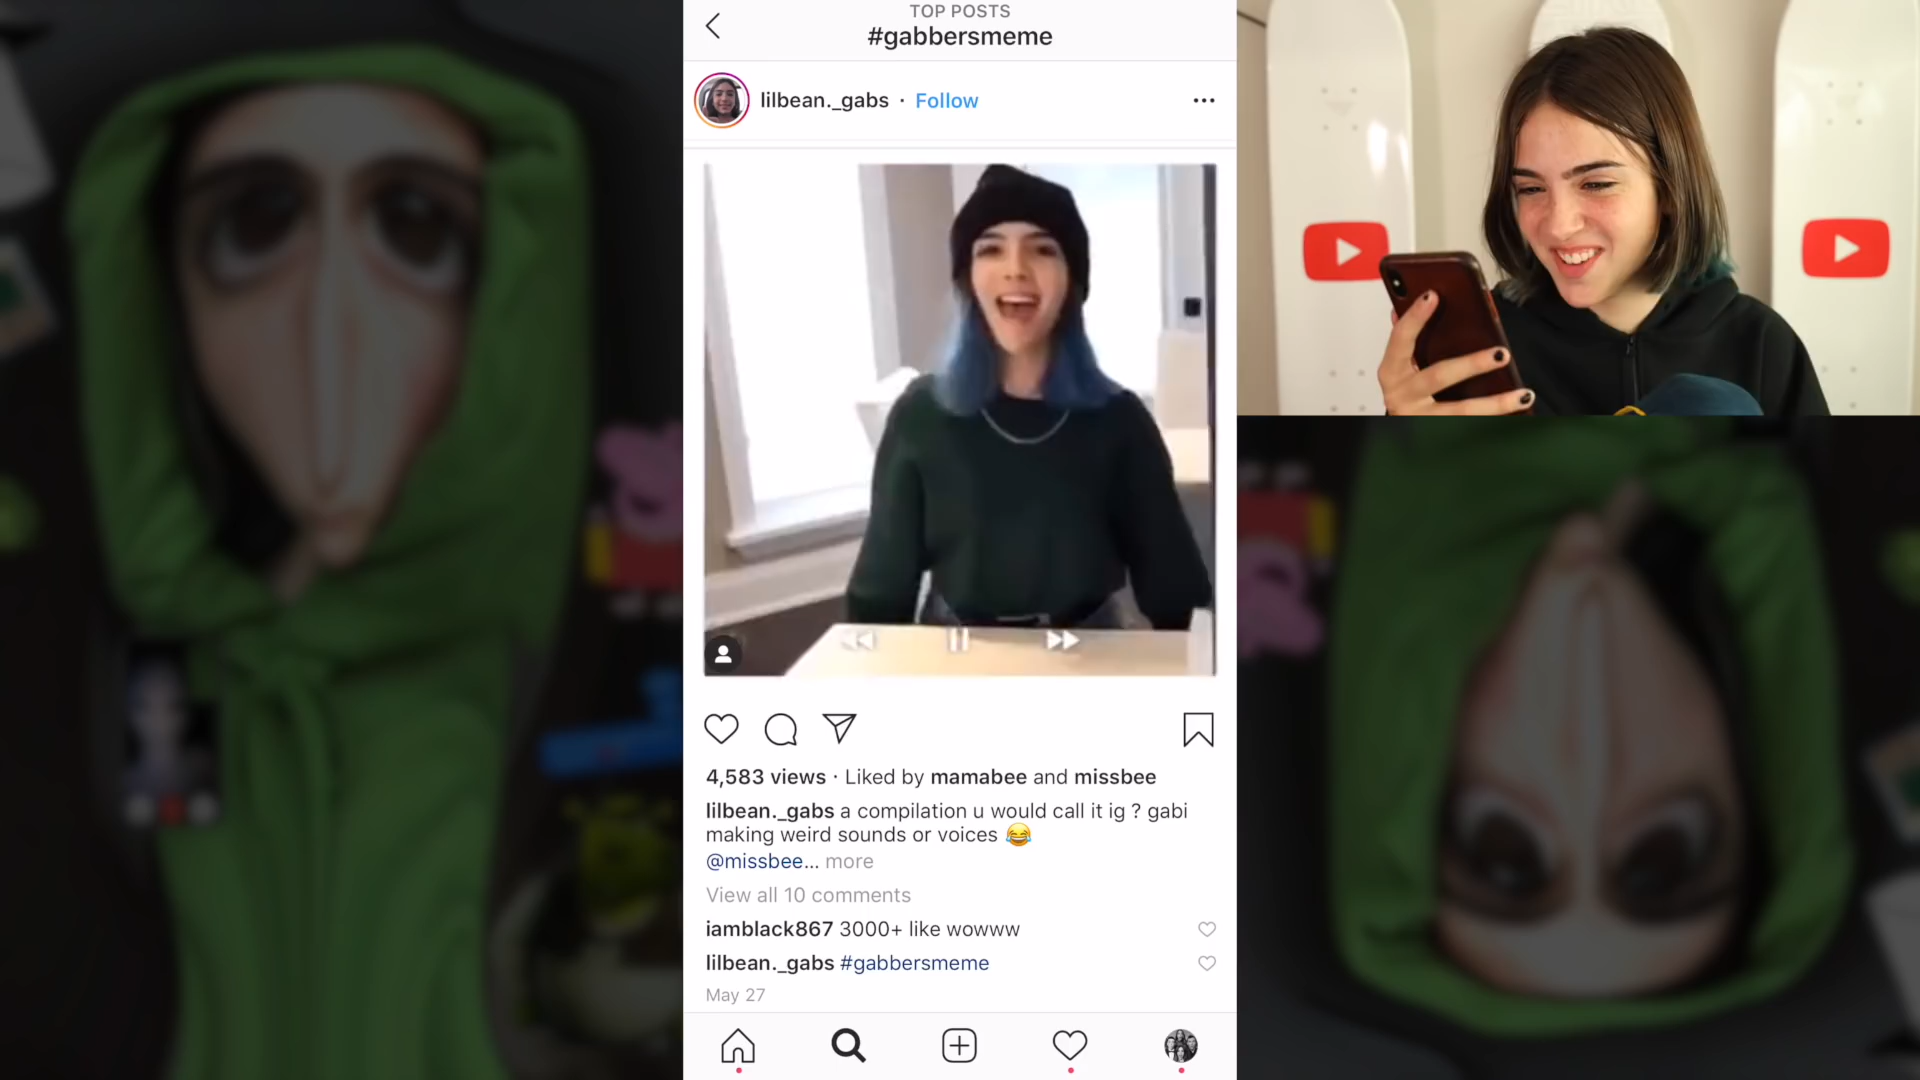 TOP POSTS
#gabbersmeme
lilbean._gabs · Follow
4,583 views · Liked by mamabee and missbee
lilbean._gabs a compilation u would call it ig ? gabi
making weird sounds or voices 😂
@missbee... more
View all 10 comments
iamblack867 3000+ like wowww
lilbean._gabs #gabbersmeme
May 27